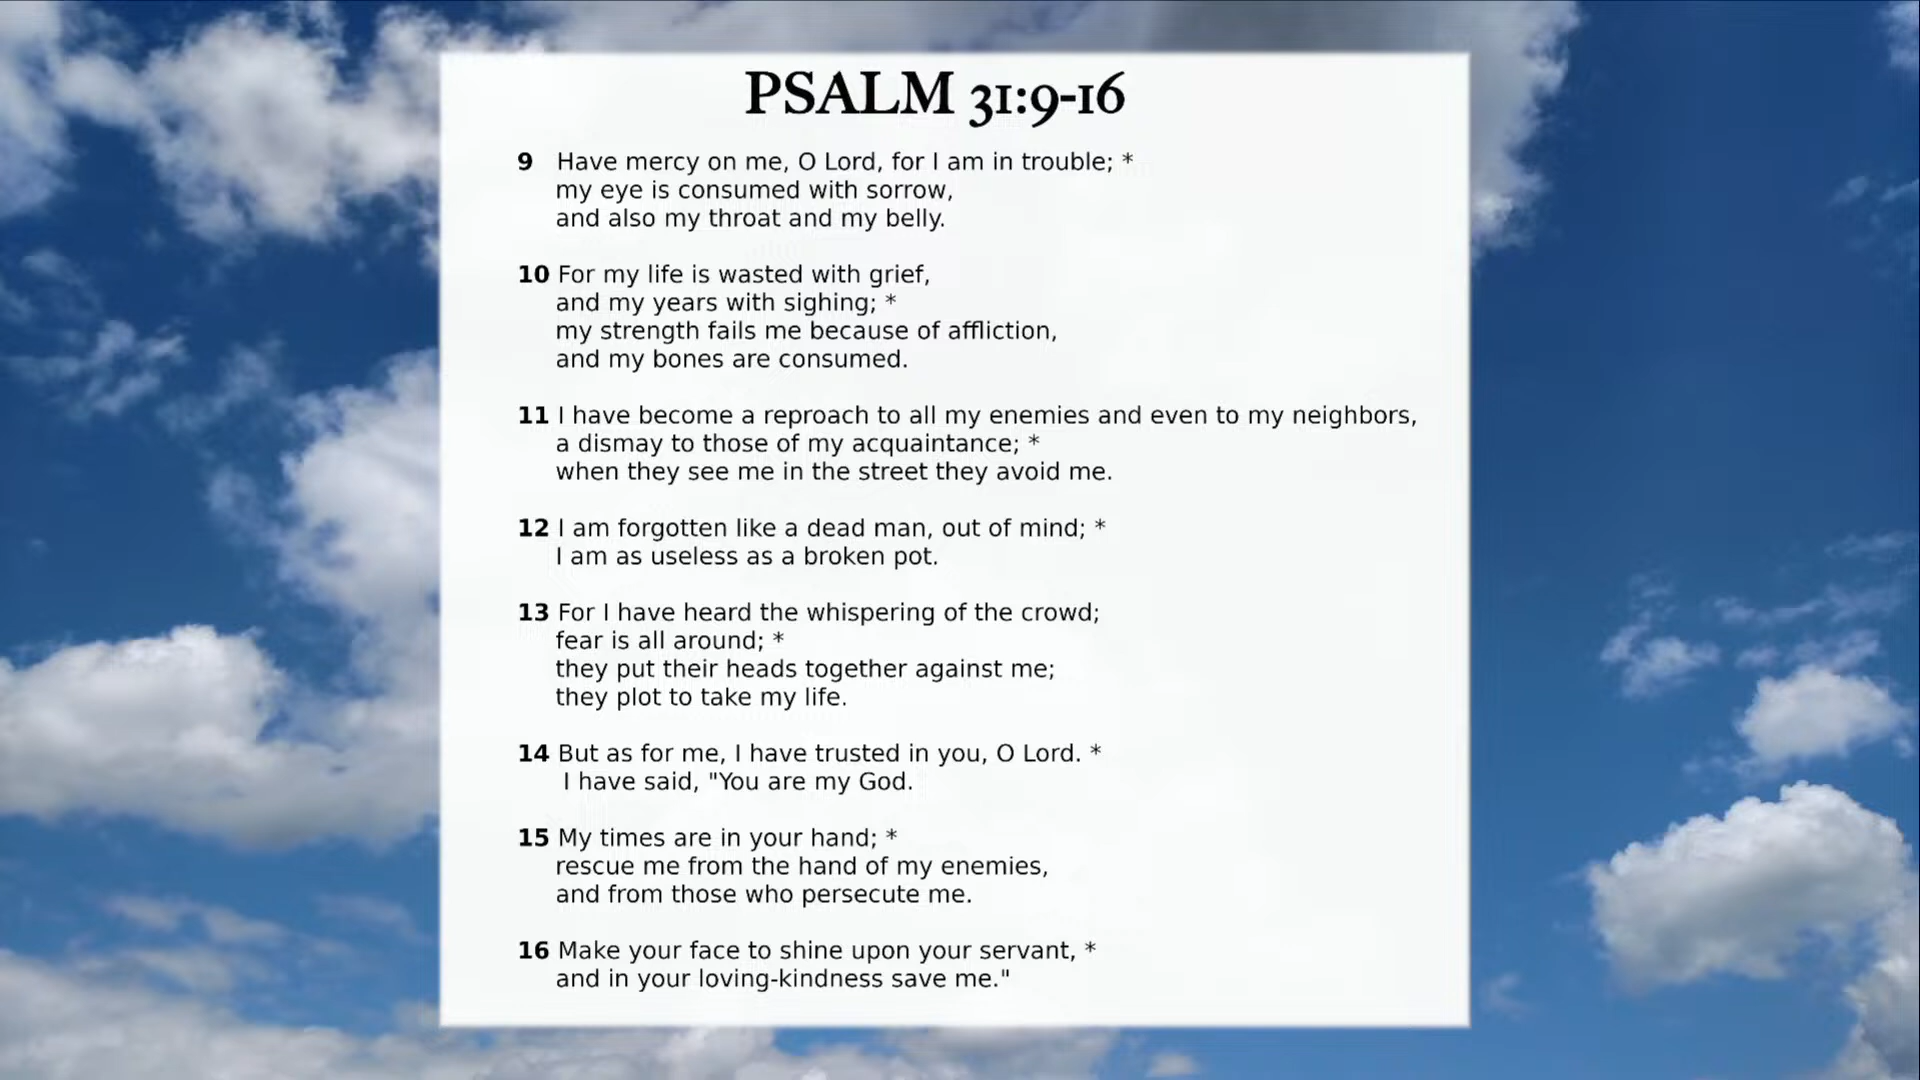 PSALM 31:9-16
9 Have mercy on me, O Lord, for I am in trouble; *
my eye is consumed with sorrow,
and also my throat and my belly.
10 For my life is wasted with grief,
and my years with sighing; *
my strength fails me because of affliction,
and my bones are consumed.
11 I have become a reproach to all my enemies and even to my neighbors,
a dismay to those of my acquaintance; *
when they see me in the street they avoid me.
12 I am forgotten like a dead man, out of mind; *
I am as useless as a broken pot.
13 For I have heard the whispering of the crowd;
fear is all around; *
they put their heads together against me;
they plot to take my life.
14 But as for me, I have trusted in you, O Lord. *
I have said, "You are my God.
15 My times are in your hand; *
rescue me from the hand of my enemies,
and from those who persecute me.
16 Make your face to shine upon your servant, *
and in your loving-kindness save me."